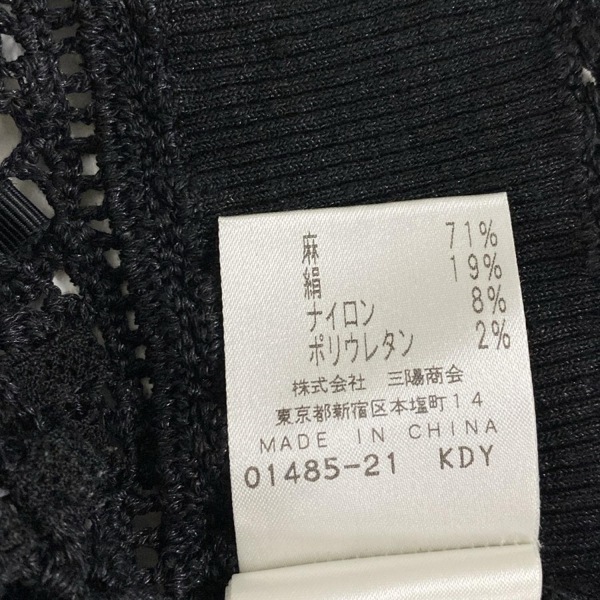 麻 71%
絹 19%
ナイロン 8%
ポリウレタン 2%
株式会社 三陽商会
東京都新宿区本塩町14
MADE IN CHINA
01485-21 KDY